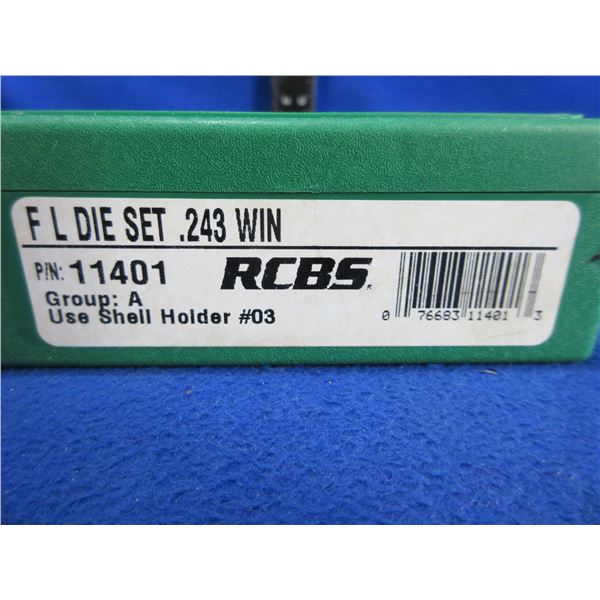 F L DIE SET .243 WIN
P/N: 11401
RCBS.
Group: A
Use Shell Holder #03
0 76683 11401 3